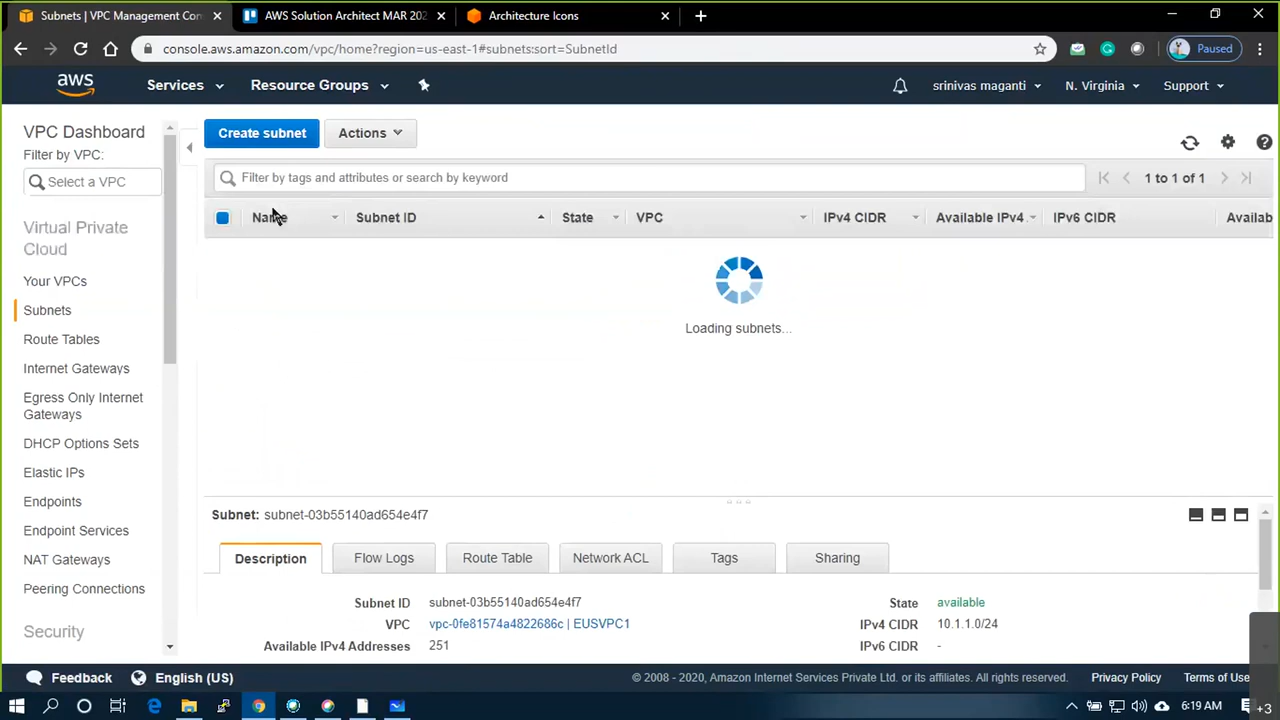 Subnets | VPC Management Con
AWS Solution Architect MAR 202
Architecture Icons
console.aws.amazon.com/vpc/home?region=us-east-1#subnets:sort=SubnetId
Paused
aws
Services
Resource Groups
srinivas maganti
N. Virginia
Support
VPC Dashboard
Filter by VPC:
Select a VPC
Virtual Private
Cloud
Your VPCs
Subnets
Route Tables
Internet Gateways
Egress Only Internet
Gateways
DHCP Options Sets
Elastic IPs
Endpoints
Endpoint Services
NAT Gateways
Peering Connections
Security
Create subnet
Actions
Filter by tags and attributes or search by keyword
1 to 1 of 1
Name
Subnet ID
State
VPC
IPv4 CIDR
Available IPv4
IPv6 CIDR
Availab
Loading subnets...
Subnet: subnet-03b55140ad654e4f7
Description
Flow Logs
Route Table
Network ACL
Tags
Sharing
Subnet ID subnet-03b55140ad654e4f7
State available
VPC vpc-0fe81574a4822686c | EUSVPC1
IPv4 CIDR 10.1.1.0/24
Available IPv4 Addresses 251
IPv6 CIDR -
Feedback
English (US)
© 2008 - 2020, Amazon Internet Services Private Ltd. or its affiliates. All rights reserved.
Privacy Policy
Terms of Use
6:19 AM
+3